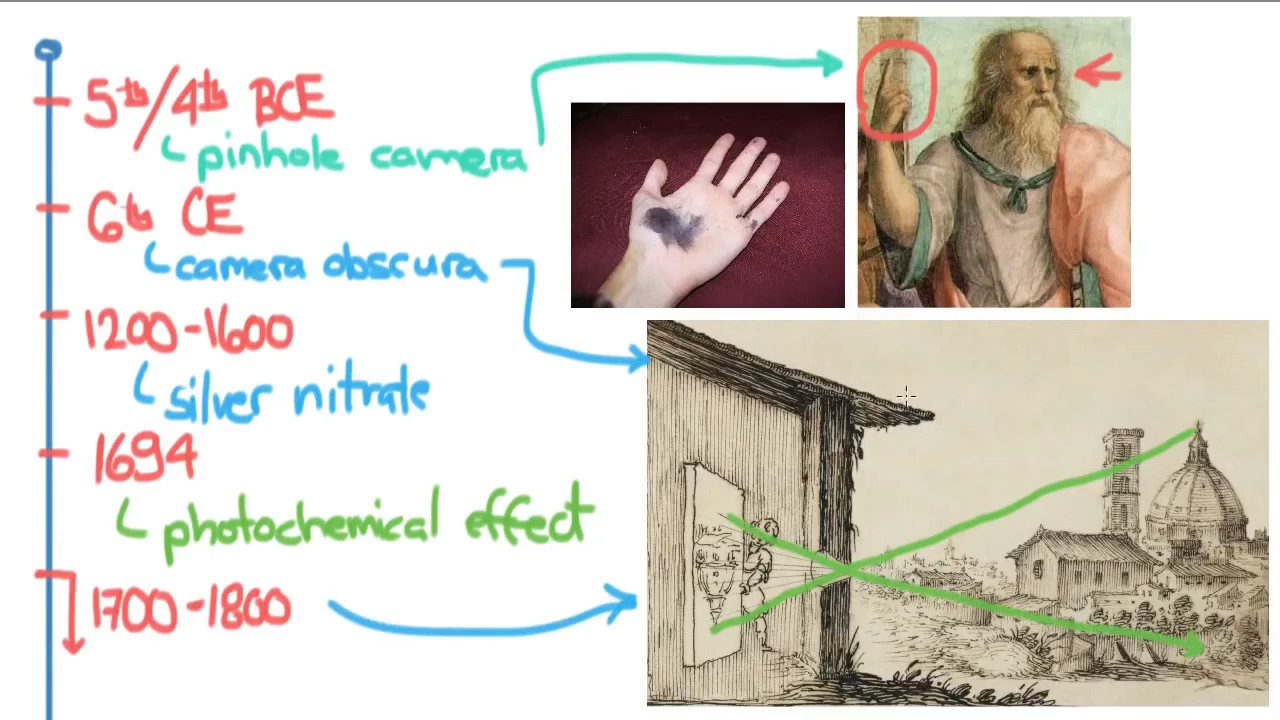 5th/4th BCE
pinhole camera
6th CE
camera obscura
1200-1600
silver nitrate
1694
photochemical effect
1700-1800